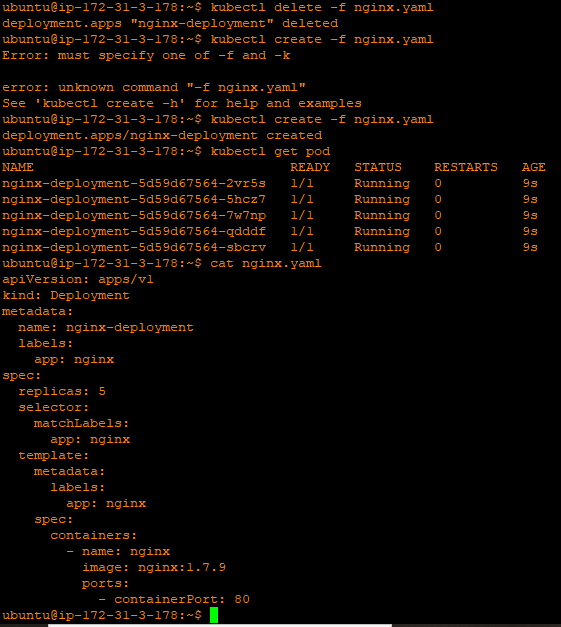 ubuntu@ip-172-31-3-178:~$ kubectl delete -f nginx.yaml
deployment.apps "nginx-deployment" deleted
ubuntu@ip-172-31-3-178:~$ kubectl create -f nginx.yaml
Error: must specify one of -f and -k

error: unknown command "-f nginx.yaml"
See 'kubectl create -h' for help and examples
ubuntu@ip-172-31-3-178:~$ kubectl create -f nginx.yaml
deployment.apps/nginx-deployment created
ubuntu@ip-172-31-3-178:~$ kubectl get pod
NAME                                READY   STATUS    RESTARTS   AGE
nginx-deployment-5d59d67564-2vr5s   1/1     Running   0          9s
nginx-deployment-5d59d67564-5hcz7   1/1     Running   0          9s
nginx-deployment-5d59d67564-7w7np   1/1     Running   0          9s
nginx-deployment-5d59d67564-qdddf   1/1     Running   0          9s
nginx-deployment-5d59d67564-sbcrv   1/1     Running   0          9s
ubuntu@ip-172-31-3-178:~$ cat nginx.yaml
apiVersion: apps/v1
kind: Deployment
metadata:
  name: nginx-deployment
  labels:
    app: nginx
spec:
  replicas: 5
  selector:
    matchLabels:
      app: nginx
  template:
    metadata:
      labels:
        app: nginx
    spec:
      containers:
        - name: nginx
          image: nginx:1.7.9
          ports:
            - containerPort: 80
ubuntu@ip-172-31-3-178:~$